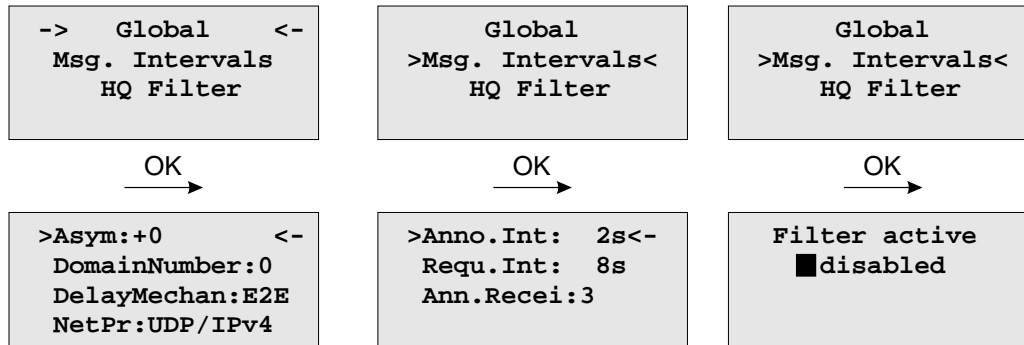 -> Global <-
Msg. Intervals
HQ Filter
Global
>Msg. Intervals<
HQ Filter
Global
>Msg. Intervals<
HQ Filter
OK
OK
OK
>Asym:+0 <-
DomainNumber:0
DelayMechan:E2E
NetPr:UDP/IPv4
>Anno.Int: 2s<-
Requ.Int: 8s
Ann.Recei:3
Filter active
disabled